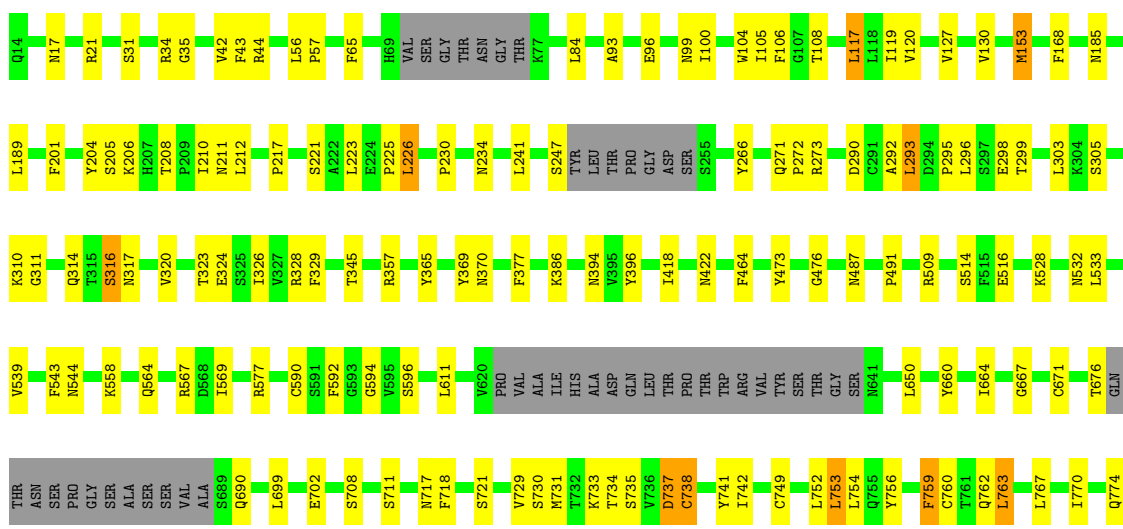 Q14 N17 R21 S31 R34 G35 V42 F43 R44 L56 P57 F65 H69 VAL SER GLY THR ASN GLY THR K77 L84 A93 E96 N99 I100 W104 I105 F106 G107 T108 L117 L118 I119 V120 V127 V130 M153 F168 N185
L189 F201 Y204 S205 K206 H207 T208 P209 I210 N211 L212 P217 S221 A222 L223 E224 P225 L226 P230 N234 L241 S247 TYR LEU THR PRO GLY ASP SER S255 Y266 Q271 P272 R273 D290 C291 A292 L293 D294 P295 L296 S297 E298 T299 L303 K304 S305
K310 G311 Q314 T315 S316 N317 V320 T323 E324 S325 I326 V327 R328 F329 T345 R357 Y365 Y369 N370 F377 K386 N394 V395 Y396 I418 N422 F464 Y473 G476 N487 P491 R509 S514 F515 E516 K528 N532 L533
V539 F543 N544 K558 Q564 R567 D568 I569 R577 C590 S591 F592 G593 G594 V595 S596 L611 V620 PRO VAL ALA ILE HIS ALA ASP GLN LEU THR PRO THR TRP ARG VAL TYR SER THR GLY SER N641 L650 Y660 I664 G667 C671 T676 GLN
THR ASN SER PRO GLY SER ALA SER SER VAL ALA S689 Q690 L699 E702 S708 S711 N717 F718 S721 V729 S730 M731 T732 K733 T734 S735 V736 D737 C738 Y741 I742 C749 L752 L753 L754 Q755 Y756 F759 C760 T761 Q762 L763 L767 I770 Q774